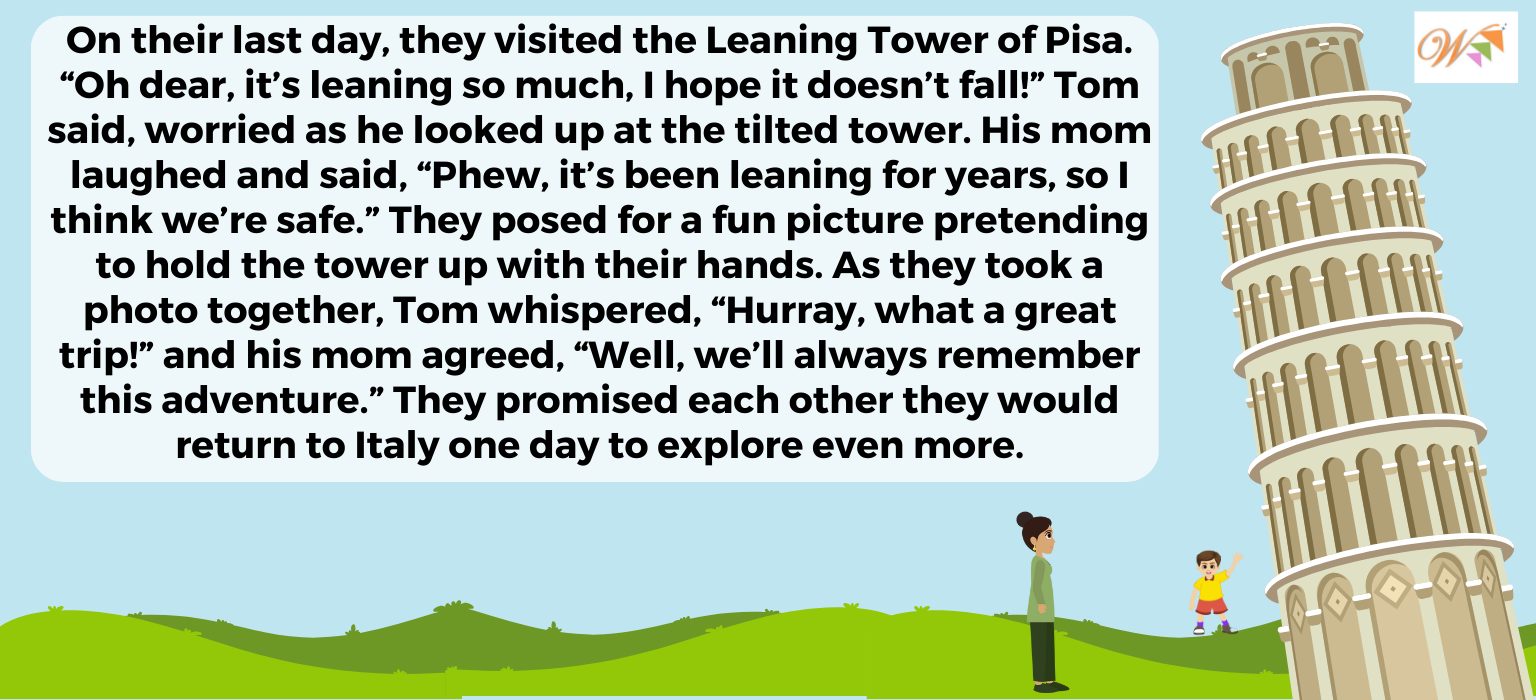 On their last day, they visited the Leaning Tower of Pisa.
“Oh dear, it’s leaning so much, I hope it doesn’t fall!” Tom
said, worried as he looked up at the tilted tower. His mom
laughed and said, “Phew, it’s been leaning for years, so I
think we’re safe.” They posed for a fun picture pretending
to hold the tower up with their hands. As they took a
photo together, Tom whispered, “Hurray, what a great
trip!” and his mom agreed, “Well, we’ll always remember
this adventure.” They promised each other they would
return to Italy one day to explore even more.
W